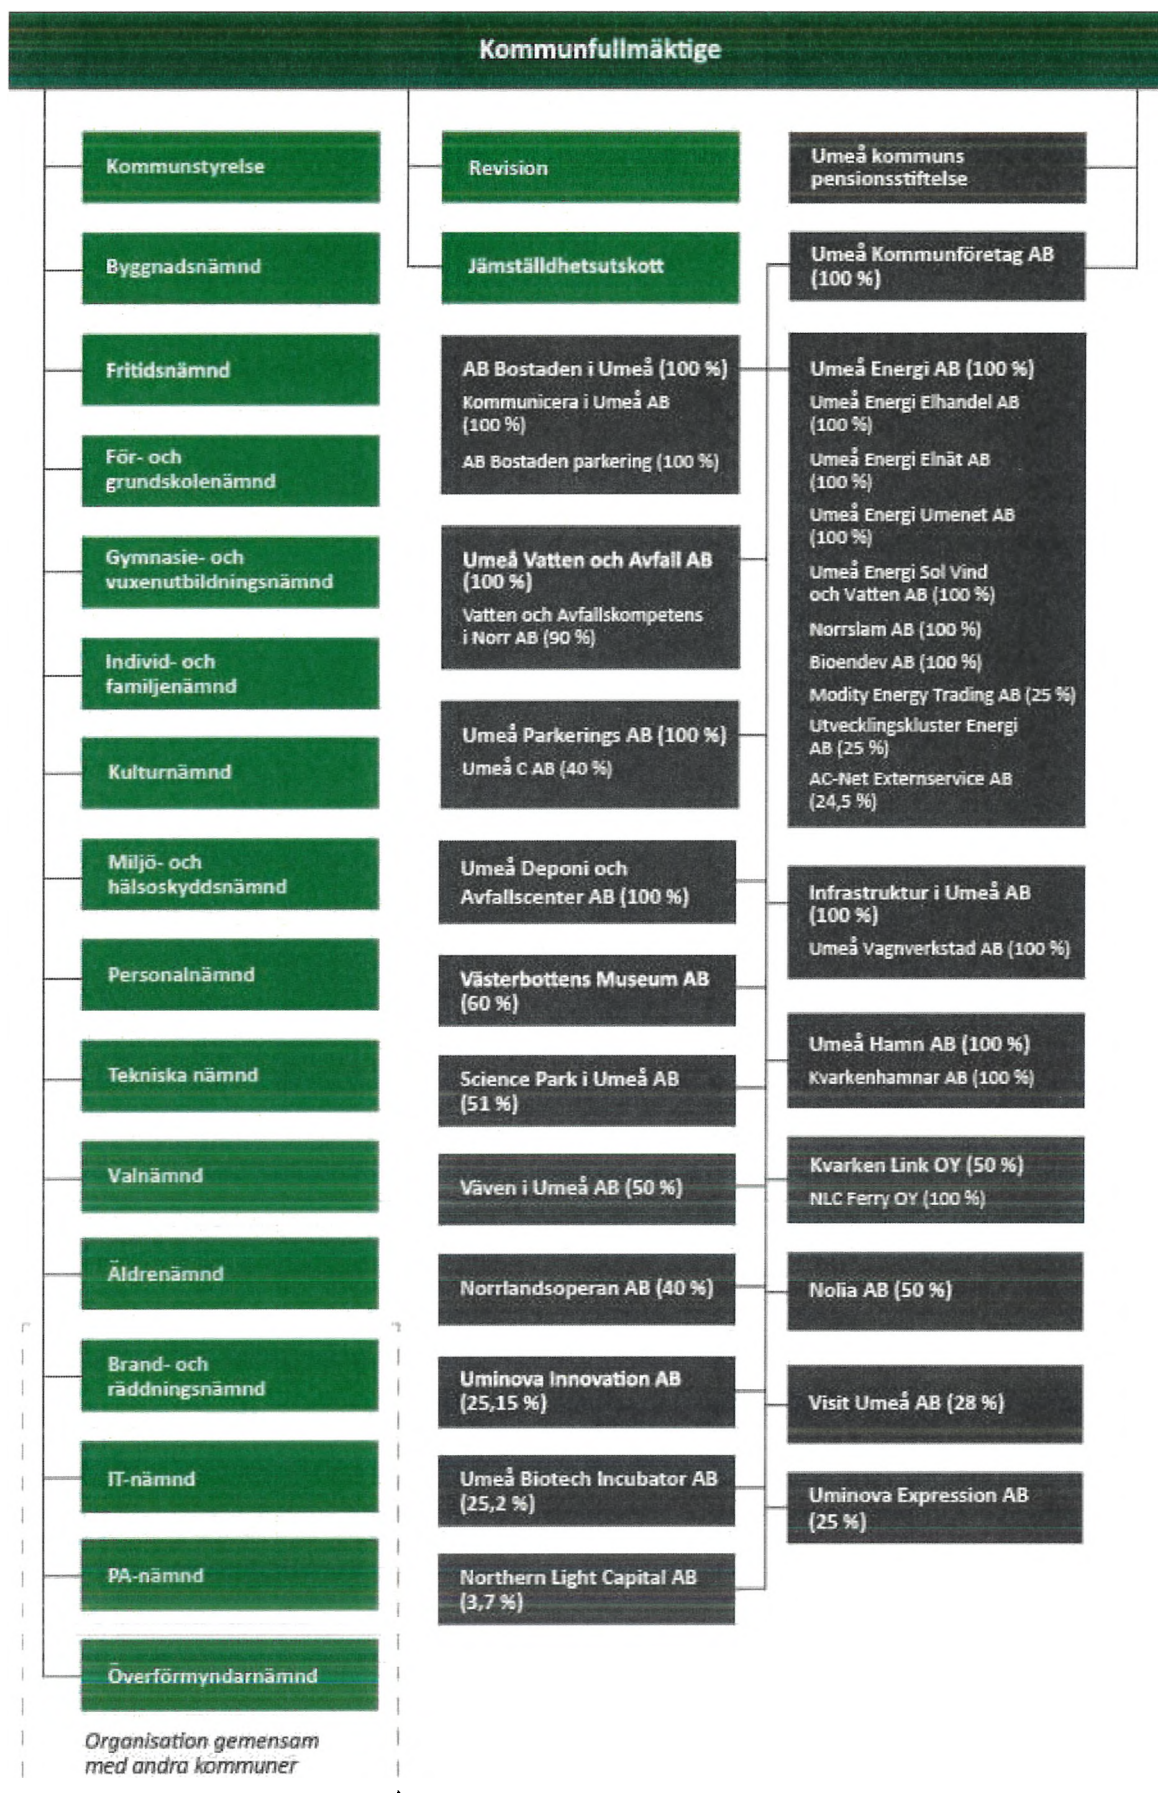 Kommunfullmäktige
Kommunstyrelse
Byggnadsnämnd
Fritidsnämnd
För- och
grundskolenämnd
Gymnasie- och
vuxenutbildningsnämnd
Individ- och
familjenämnd
Kulturnämnd
Miljö- och
hälsoskyddsnämnd
Personalnämnd
Tekniska nämnd
Valnämnd
Äldrenämnd
Brand- och
räddningsnämnd
IT-nämnd
PA-nämnd
Överförmyndarnämnd
Organisation gemensam
med andra kommuner
Revision
Jämställdhetsutskott
AB Bostaden i Umeå (100 %)
Kommunicera i Umeå AB
(100 %)
AB Bostaden parkering (100 %)
Umeå Vatten och Avfall AB
(100 %)
Vatten och Avfallskompetens
i Norr AB (90 %)
Umeå Parkerings AB (100 %)
Umeå C AB (40 %)
Umeå Deponi och
Avfallscenter AB (100 %)
Västerbottens Museum AB
(60 %)
Science Park i Umeå AB
(51 %)
Väven i Umeå AB (50 %)
Norrlandsoperan AB (40 %)
Uminova Innovation AB
(25,15 %)
Umeå Biotech Incubator AB
(25,2 %)
Northern Light Capital AB
(3,7 %)
Umeå kommuns
pensionsstiftelse
Umeå Kommunföretag AB
(100 %)
Umeå Energi AB (100 %)
Umeå Energi Elhandel AB
(100 %)
Umeå Energi Elnät AB
(100 %)
Umeå Energi Umenet AB
(100 %)
Umeå Energi Sol Vind
och Vatten AB (100 %)
Norrslam AB (100 %)
Bioendev AB (100 %)
Modity Energy Trading AB (25 %)
Utvecklingskluster Energi
AB (25 %)
AC-Net Externservice AB
(24,5 %)
Infrastruktur i Umeå AB
(100 %)
Umeå Vagnverkstad AB (100 %)
Umeå Hamn AB (100 %)
Kvarkenhamnar AB (100 %)
Kvarken Link OY (50 %)
NLC Ferry OY (100 %)
Nolia AB (50 %)
Visit Umeå AB (28 %)
Uminova Expression AB
(25 %)